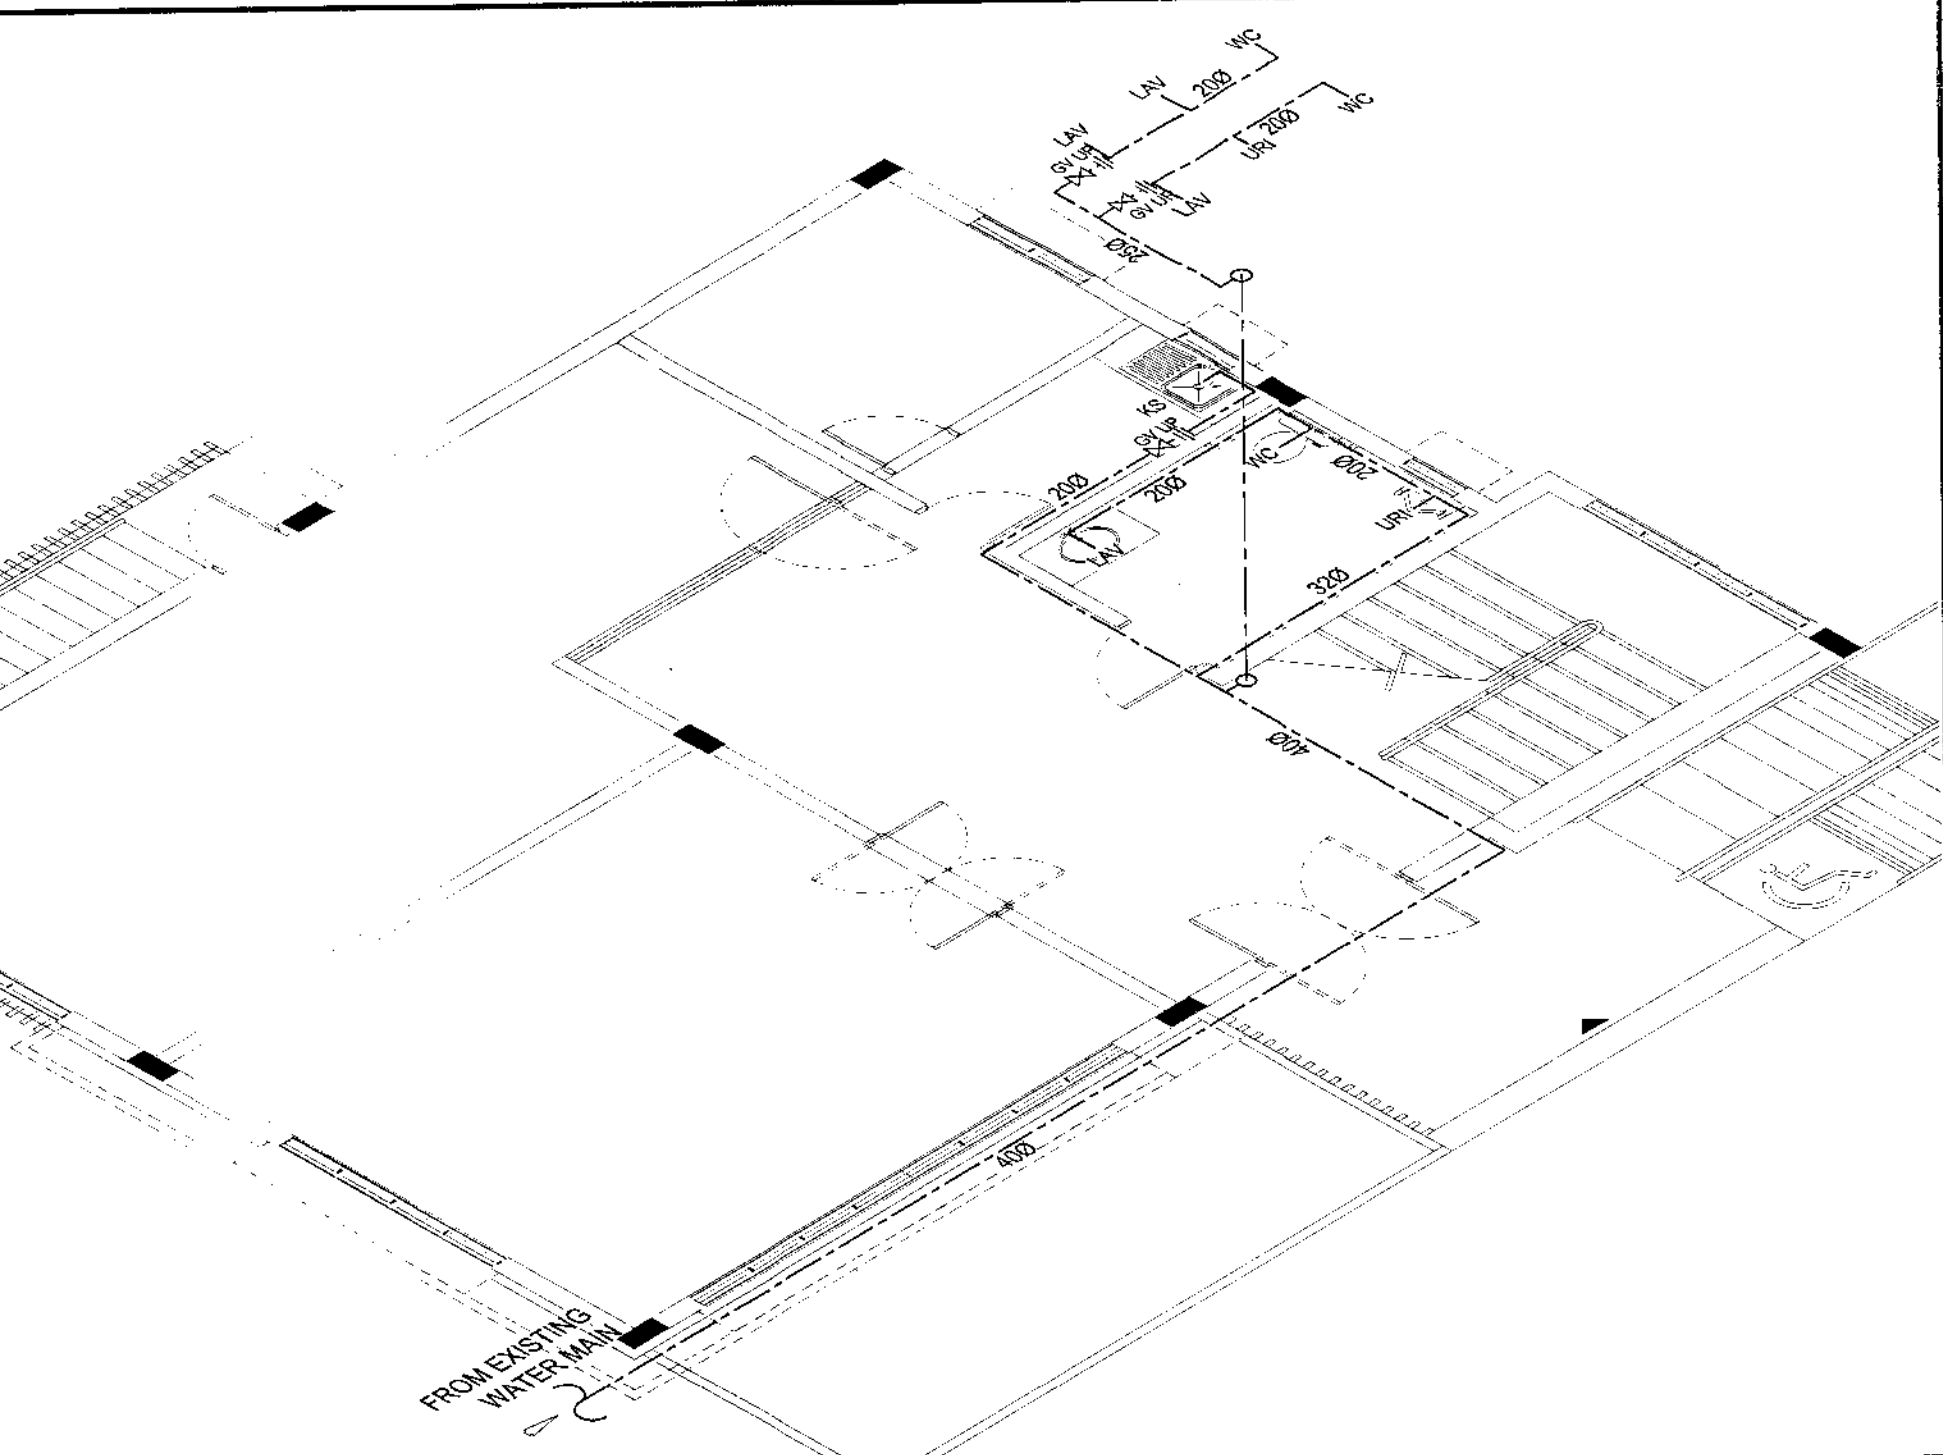 WC
LAV
20Ø
WC
LAV
20Ø
GV UP
URI
GV UP
LAV
25Ø
KS
GV UP
WC
20Ø
20Ø
20Ø
URI
LAV
32Ø
40Ø
40Ø
FROM EXISTING
WATER MAIN